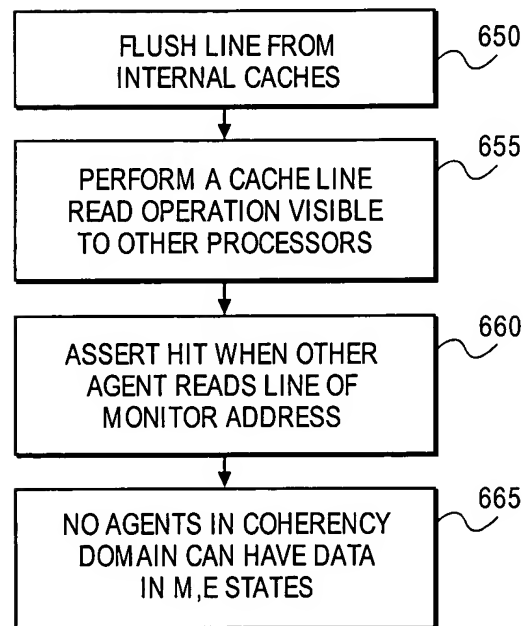 FLUSH LINE FROM
INTERNAL CACHES
650
PERFORM A CACHE LINE
READ OPERATION VISIBLE
TO OTHER PROCESSORS
655
ASSERT HIT WHEN OTHER
AGENT READS LINE OF
MONITOR ADDRESS
660
NO AGENTS IN COHERENCY
DOMAIN CAN HAVE DATA
IN M,E STATES
665